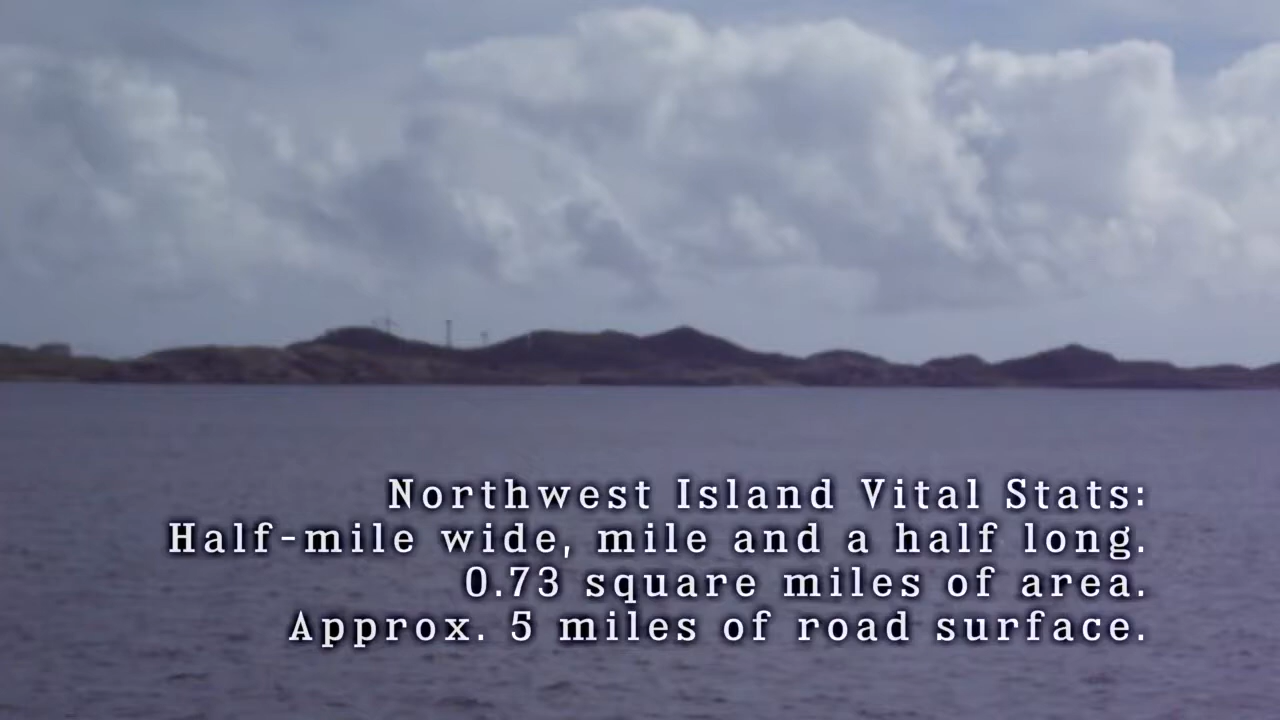 Northwest Island Vital Stats:
Half-mile wide, mile and a half long.
0.73 square miles of area.
Approx. 5 miles of road surface.